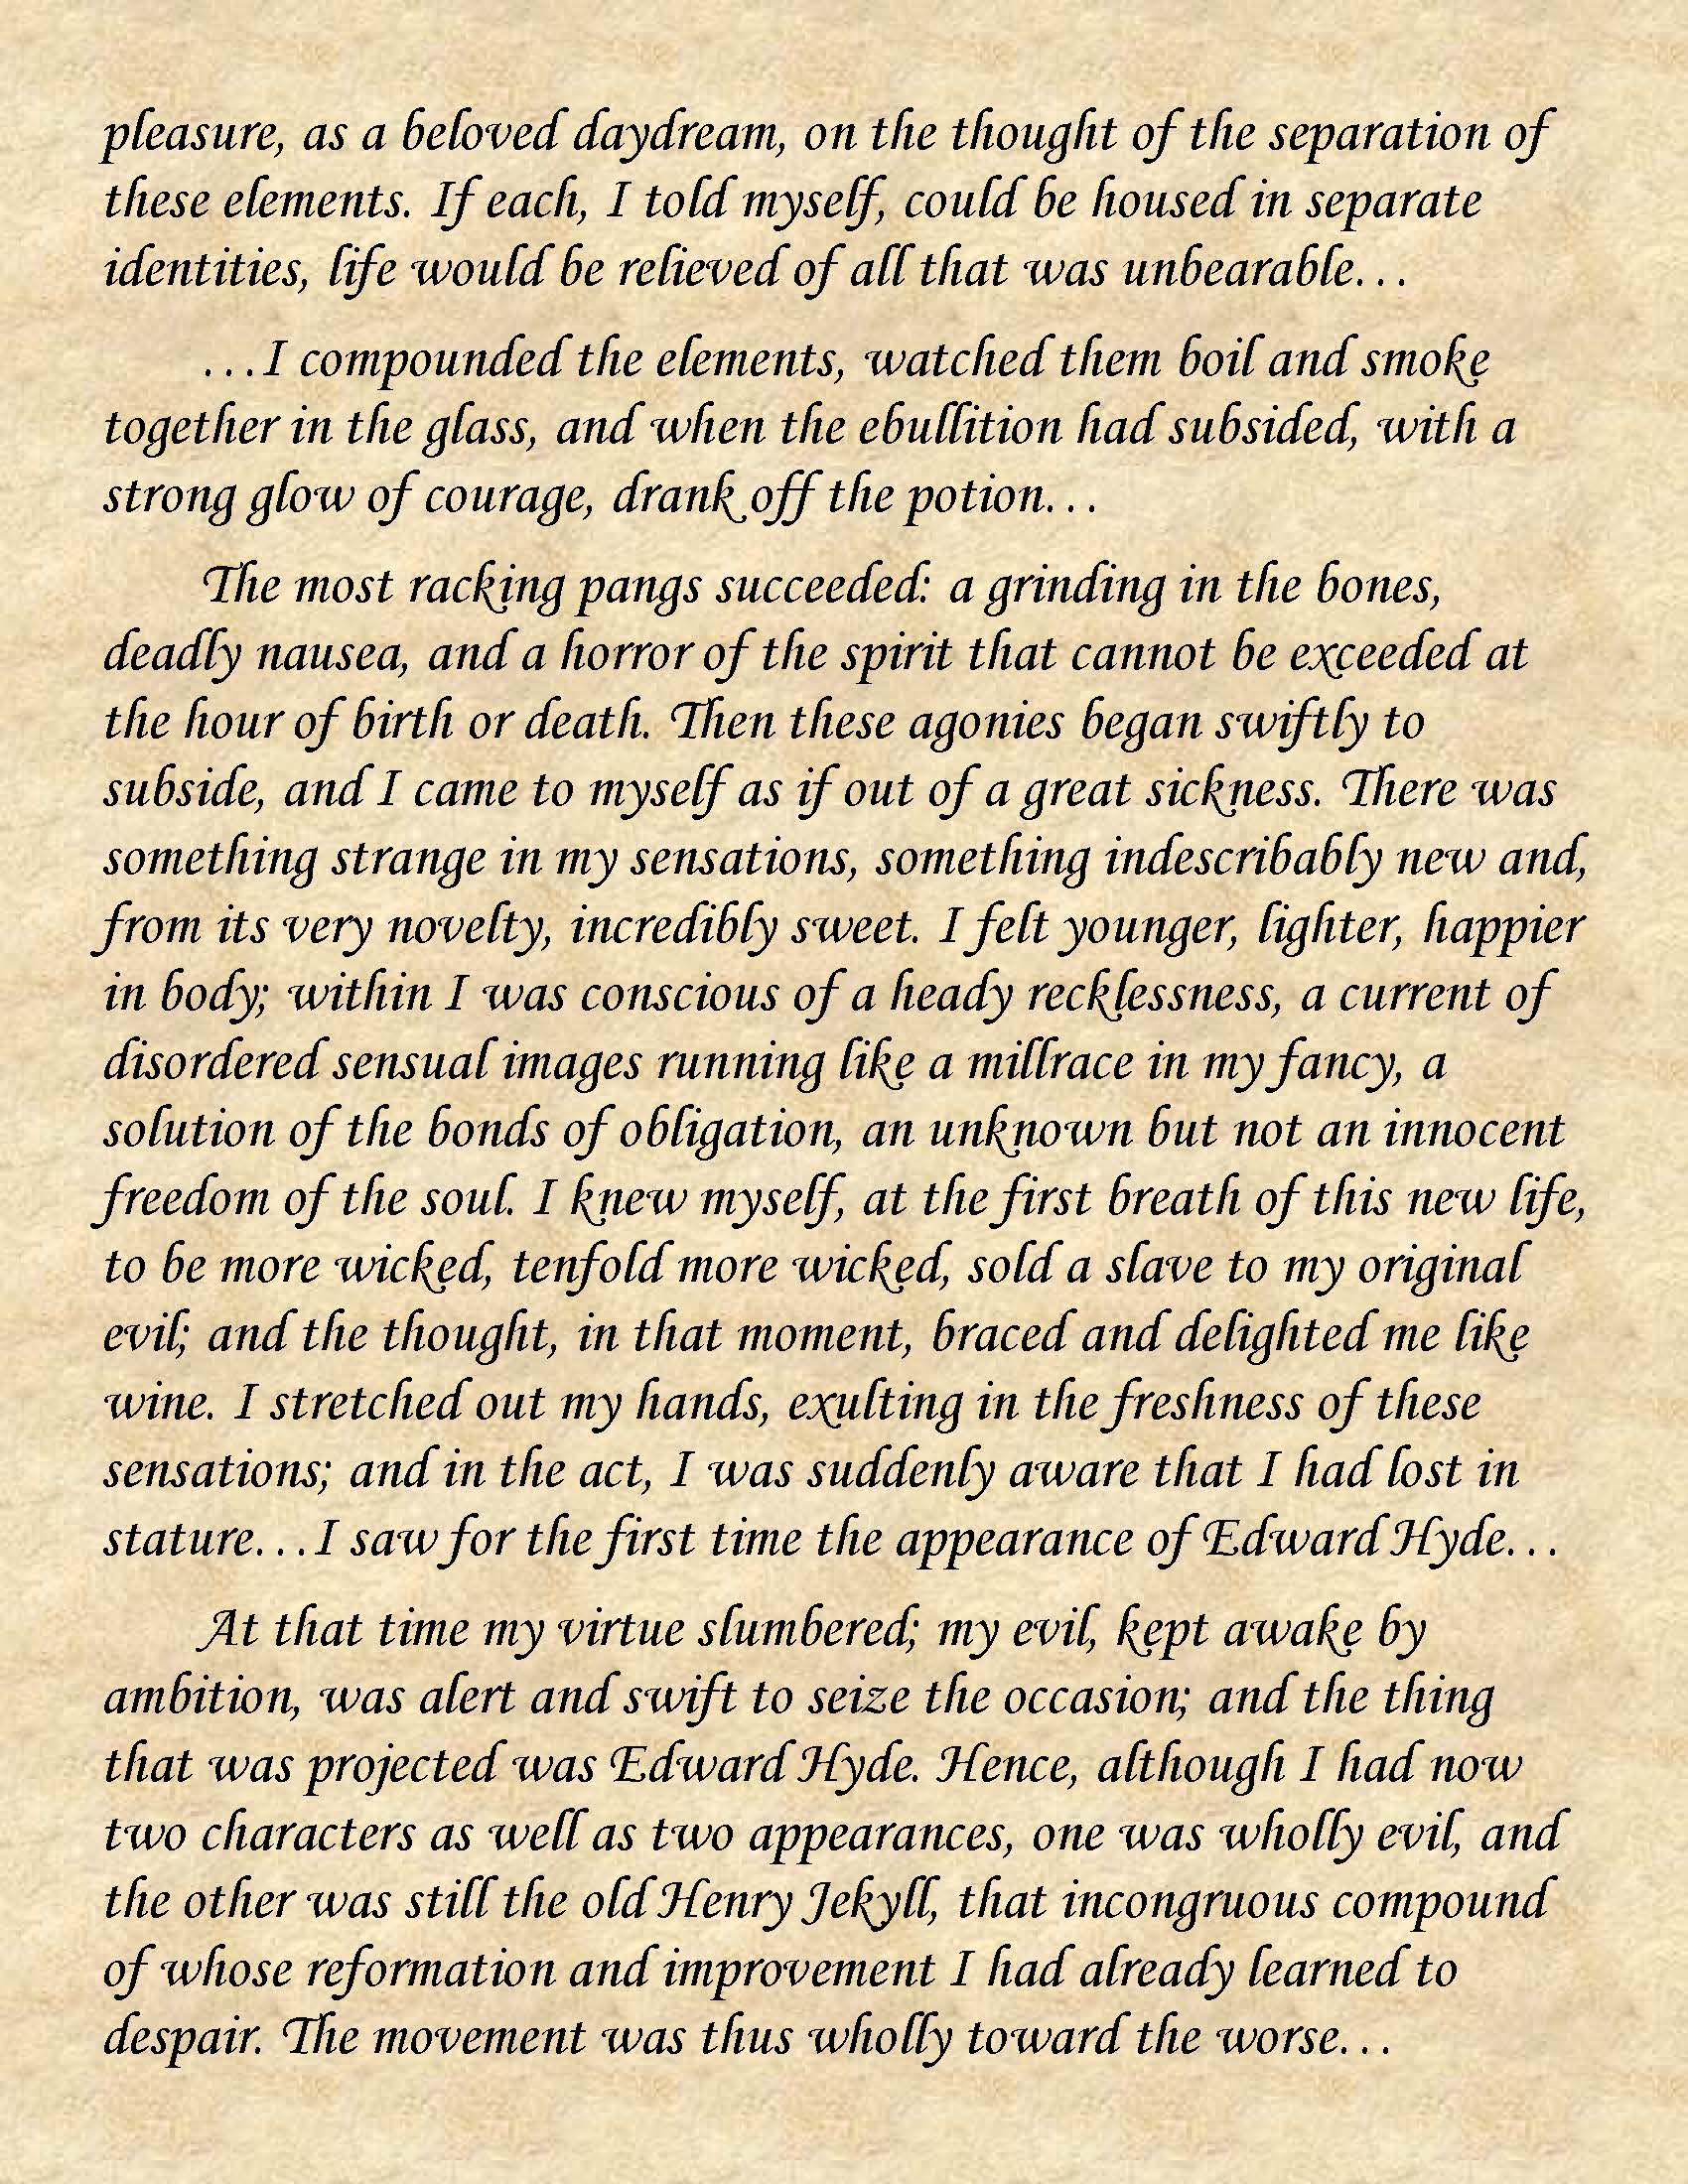 pleasure, as a beloved daydream, on the thought of the separation of
these elements. If each, I told myself, could be housed in separate
identities, life would be relieved of all that was unbearable…
…I compounded the elements, watched them boil and smoke
together in the glass, and when the ebullition had subsided, with a
strong glow of courage, drank off the potion…
The most racking pangs succeeded: a grinding in the bones,
deadly nausea, and a horror of the spirit that cannot be exceeded at
the hour of birth or death. Then these agonies began swiftly to
subside, and I came to myself as if out of a great sickness. There was
something strange in my sensations, something indescribably new and,
from its very novelty, incredibly sweet. I felt younger, lighter, happier
in body; within I was conscious of a heady recklessness, a current of
disordered sensual images running like a millrace in my fancy, a
solution of the bonds of obligation, an unknown but not an innocent
freedom of the soul. I knew myself, at the first breath of this new life,
to be more wicked, tenfold more wicked, sold a slave to my original
evil; and the thought, in that moment, braced and delighted me like
wine. I stretched out my hands, exulting in the freshness of these
sensations; and in the act, I was suddenly aware that I had lost in
stature…I saw for the first time the appearance of Edward Hyde…
At that time my virtue slumbered; my evil, kept awake by
ambition, was alert and swift to seize the occasion; and the thing
that was projected was Edward Hyde. Hence, although I had now
two characters as well as two appearances, one was wholly evil, and
the other was still the old Henry Jekyll, that incongruous compound
of whose reformation and improvement I had already learned to
despair. The movement was thus wholly toward the worse…